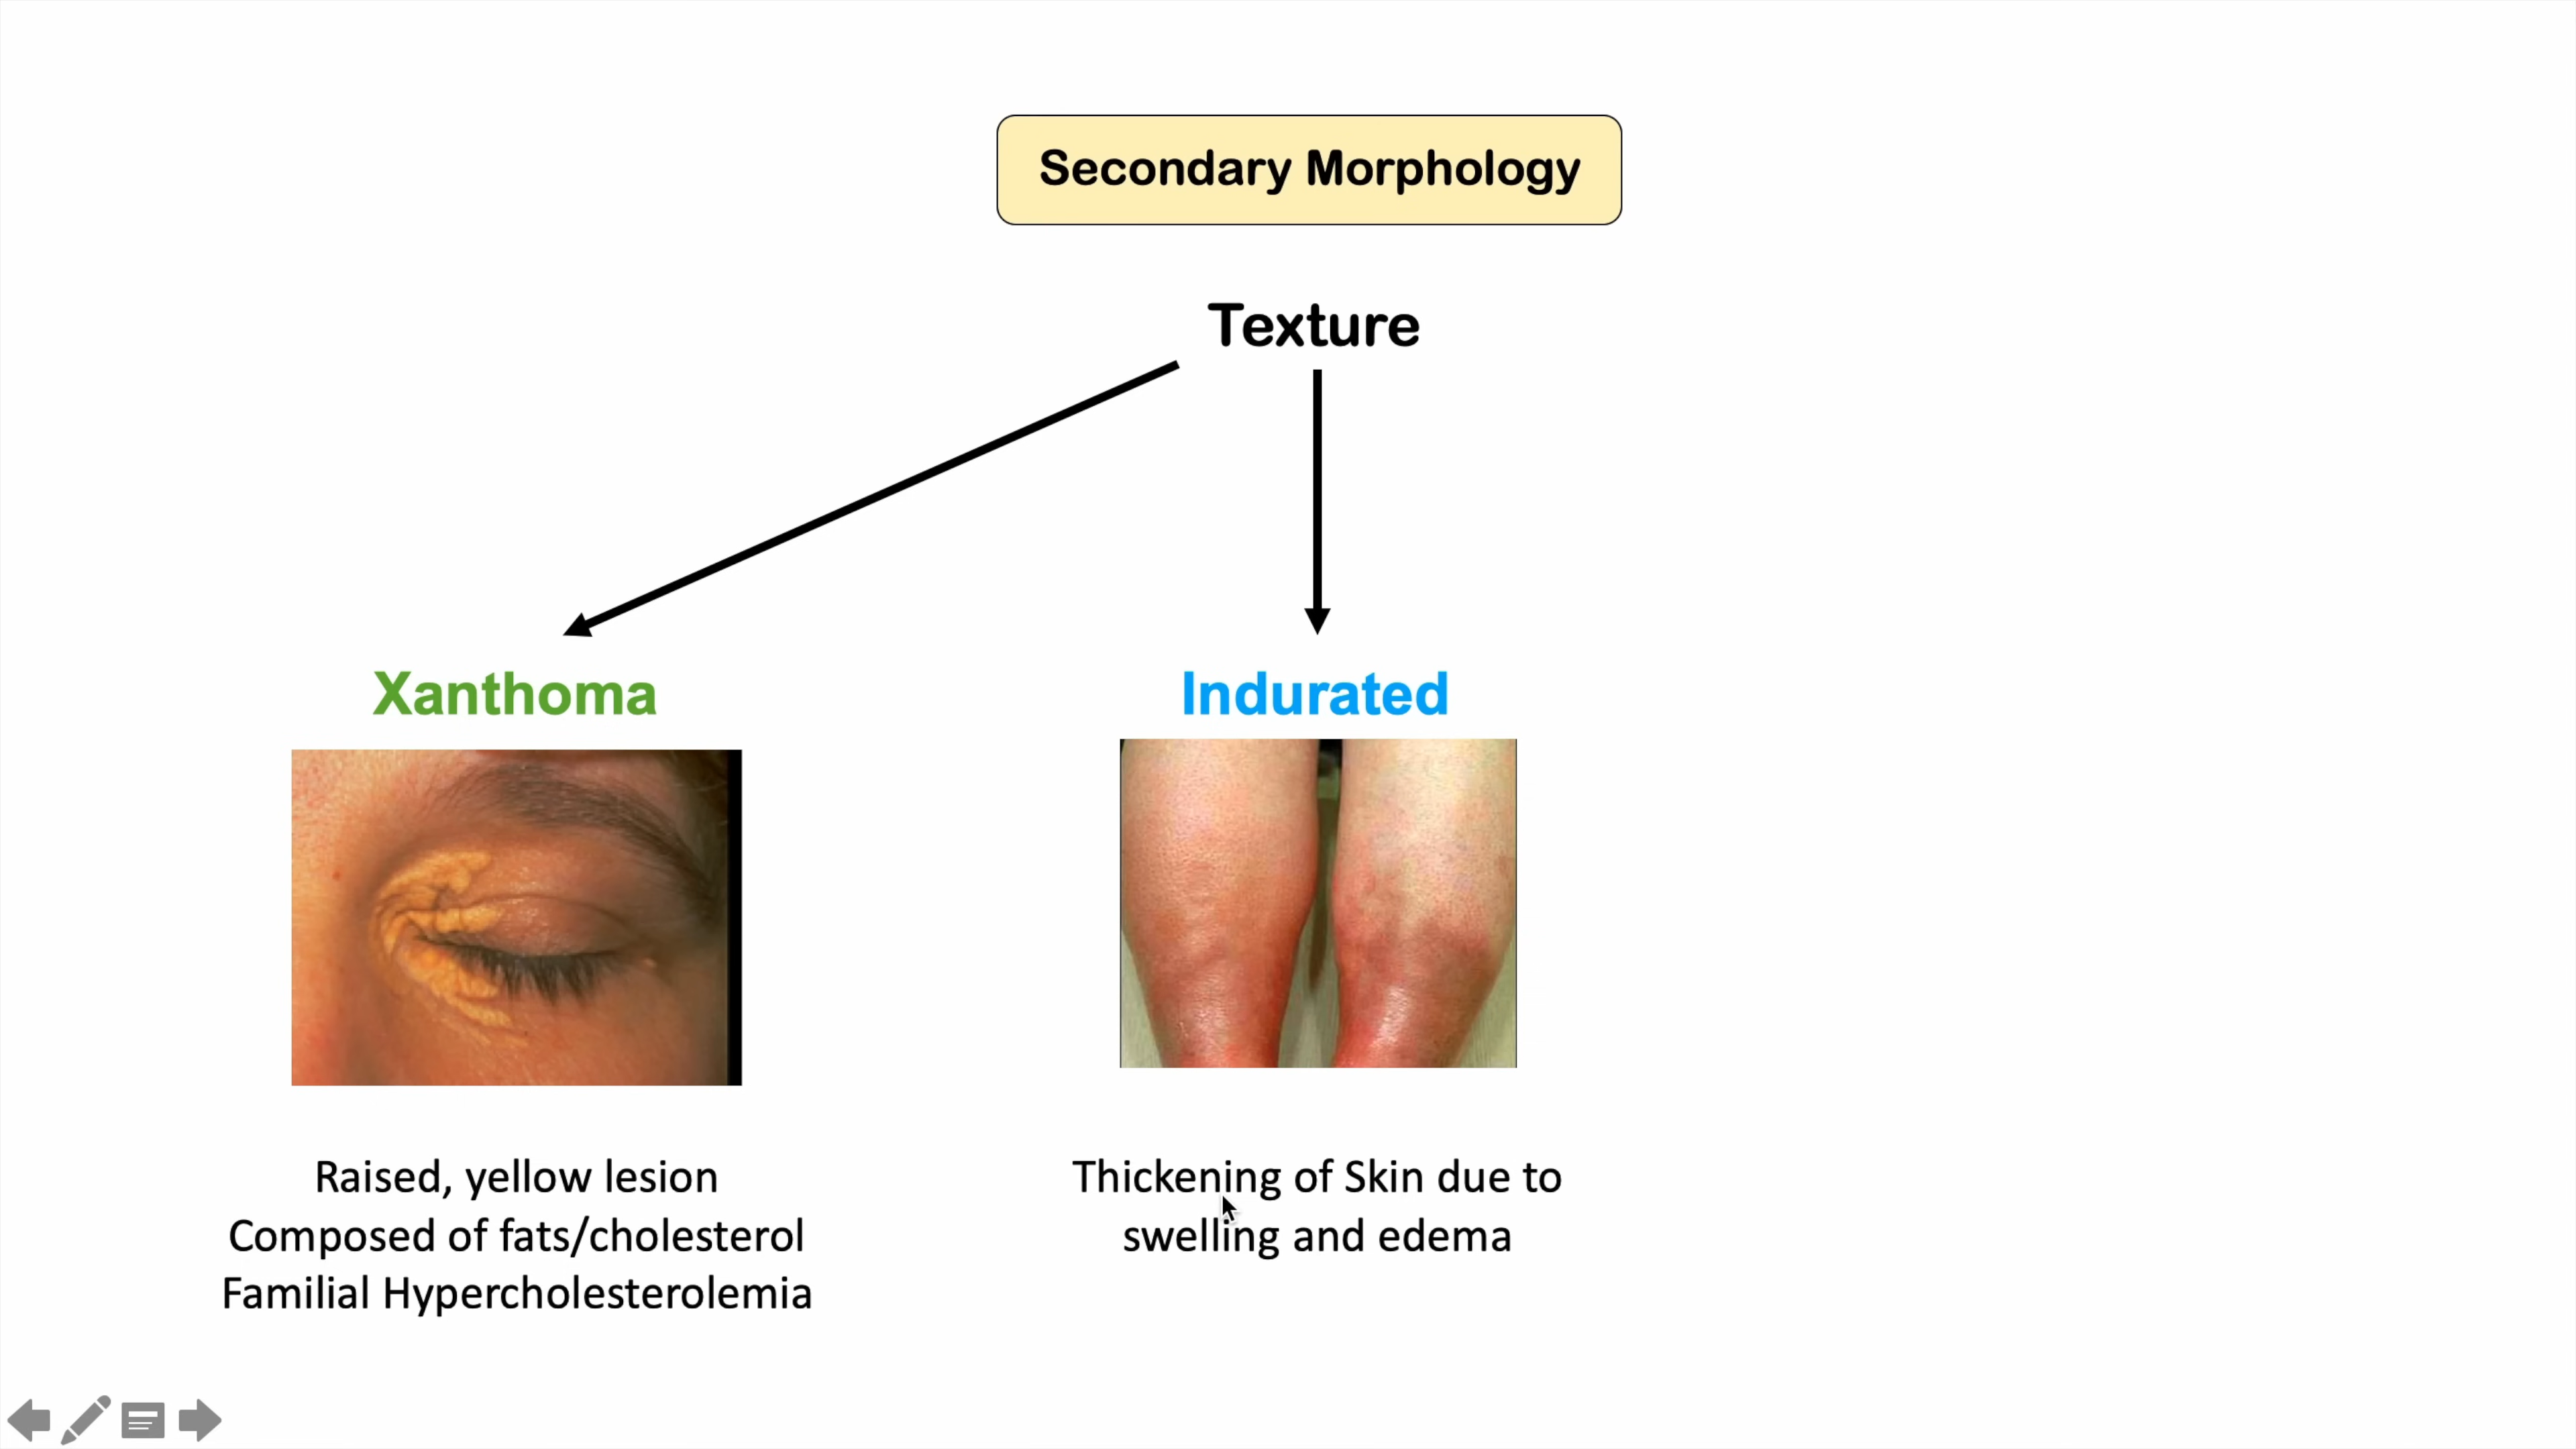 Secondary Morphology
Texture
Xanthoma
Indurated
Raised, yellow lesion
Composed of fats/cholesterol
Familial Hypercholesterolemia
Thickening of Skin due to
swelling and edema